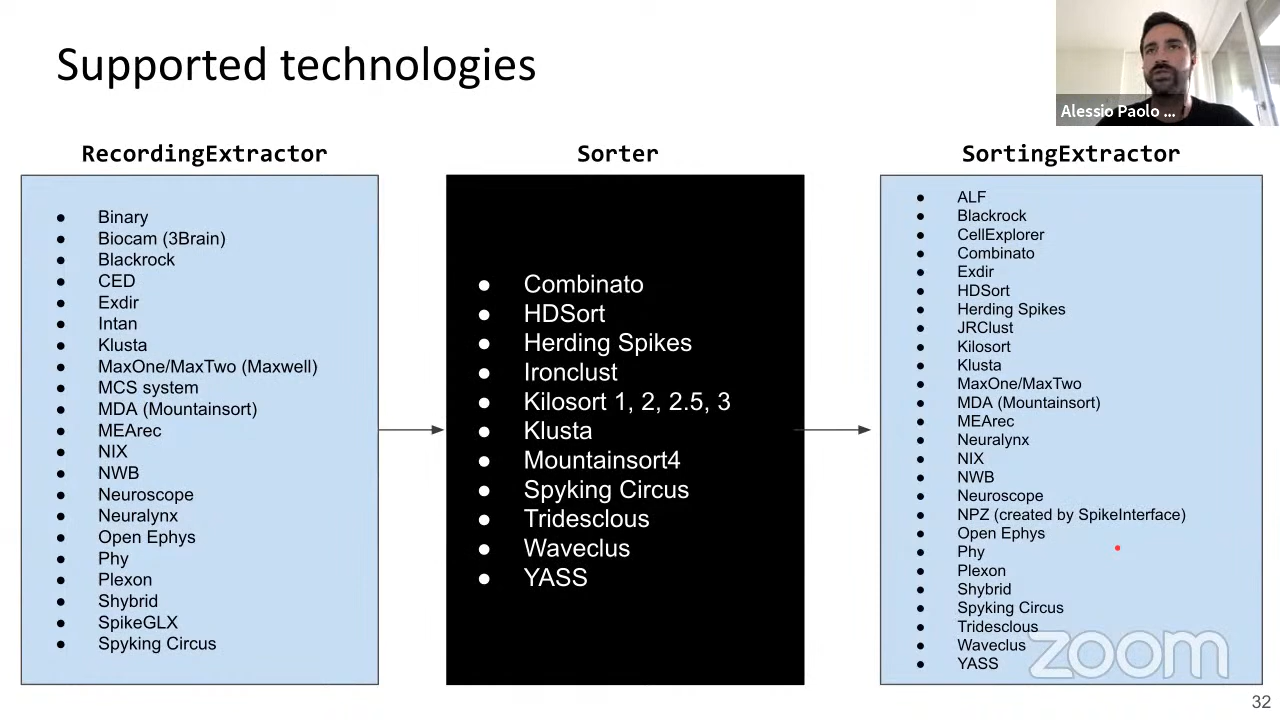 Supported technologies
Alessio Paolo ...
RecordingExtractor
Binary
Biocam (3Brain)
Blackrock
CED
Exdir
Intan
Klusta
MaxOne/MaxTwo (Maxwell)
MCS system
MDA (Mountainsort)
MEArec
NIX
NWB
Neuroscope
Neuralynx
Open Ephys
Phy
Plexon
Shybrid
SpikeGLX
Spyking Circus
Sorter
Combinato
HDSort
Herding Spikes
Ironclust
Kilosort 1, 2, 2.5, 3
Klusta
Mountainsort4
Spyking Circus
Tridesclous
Waveclus
YASS
SortingExtractor
ALF
Blackrock
CellExplorer
Combinato
Exdir
HDSort
Herding Spikes
JRClust
Kilosort
Klusta
MaxOne/MaxTwo
MDA (Mountainsort)
MEArec
Neuralynx
NIX
NWB
Neuroscope
NPZ (created by SpikeInterface)
Open Ephys
Phy
Plexon
Shybrid
Spyking Circus
Tridesclous
Waveclus
YASS
zoom
32